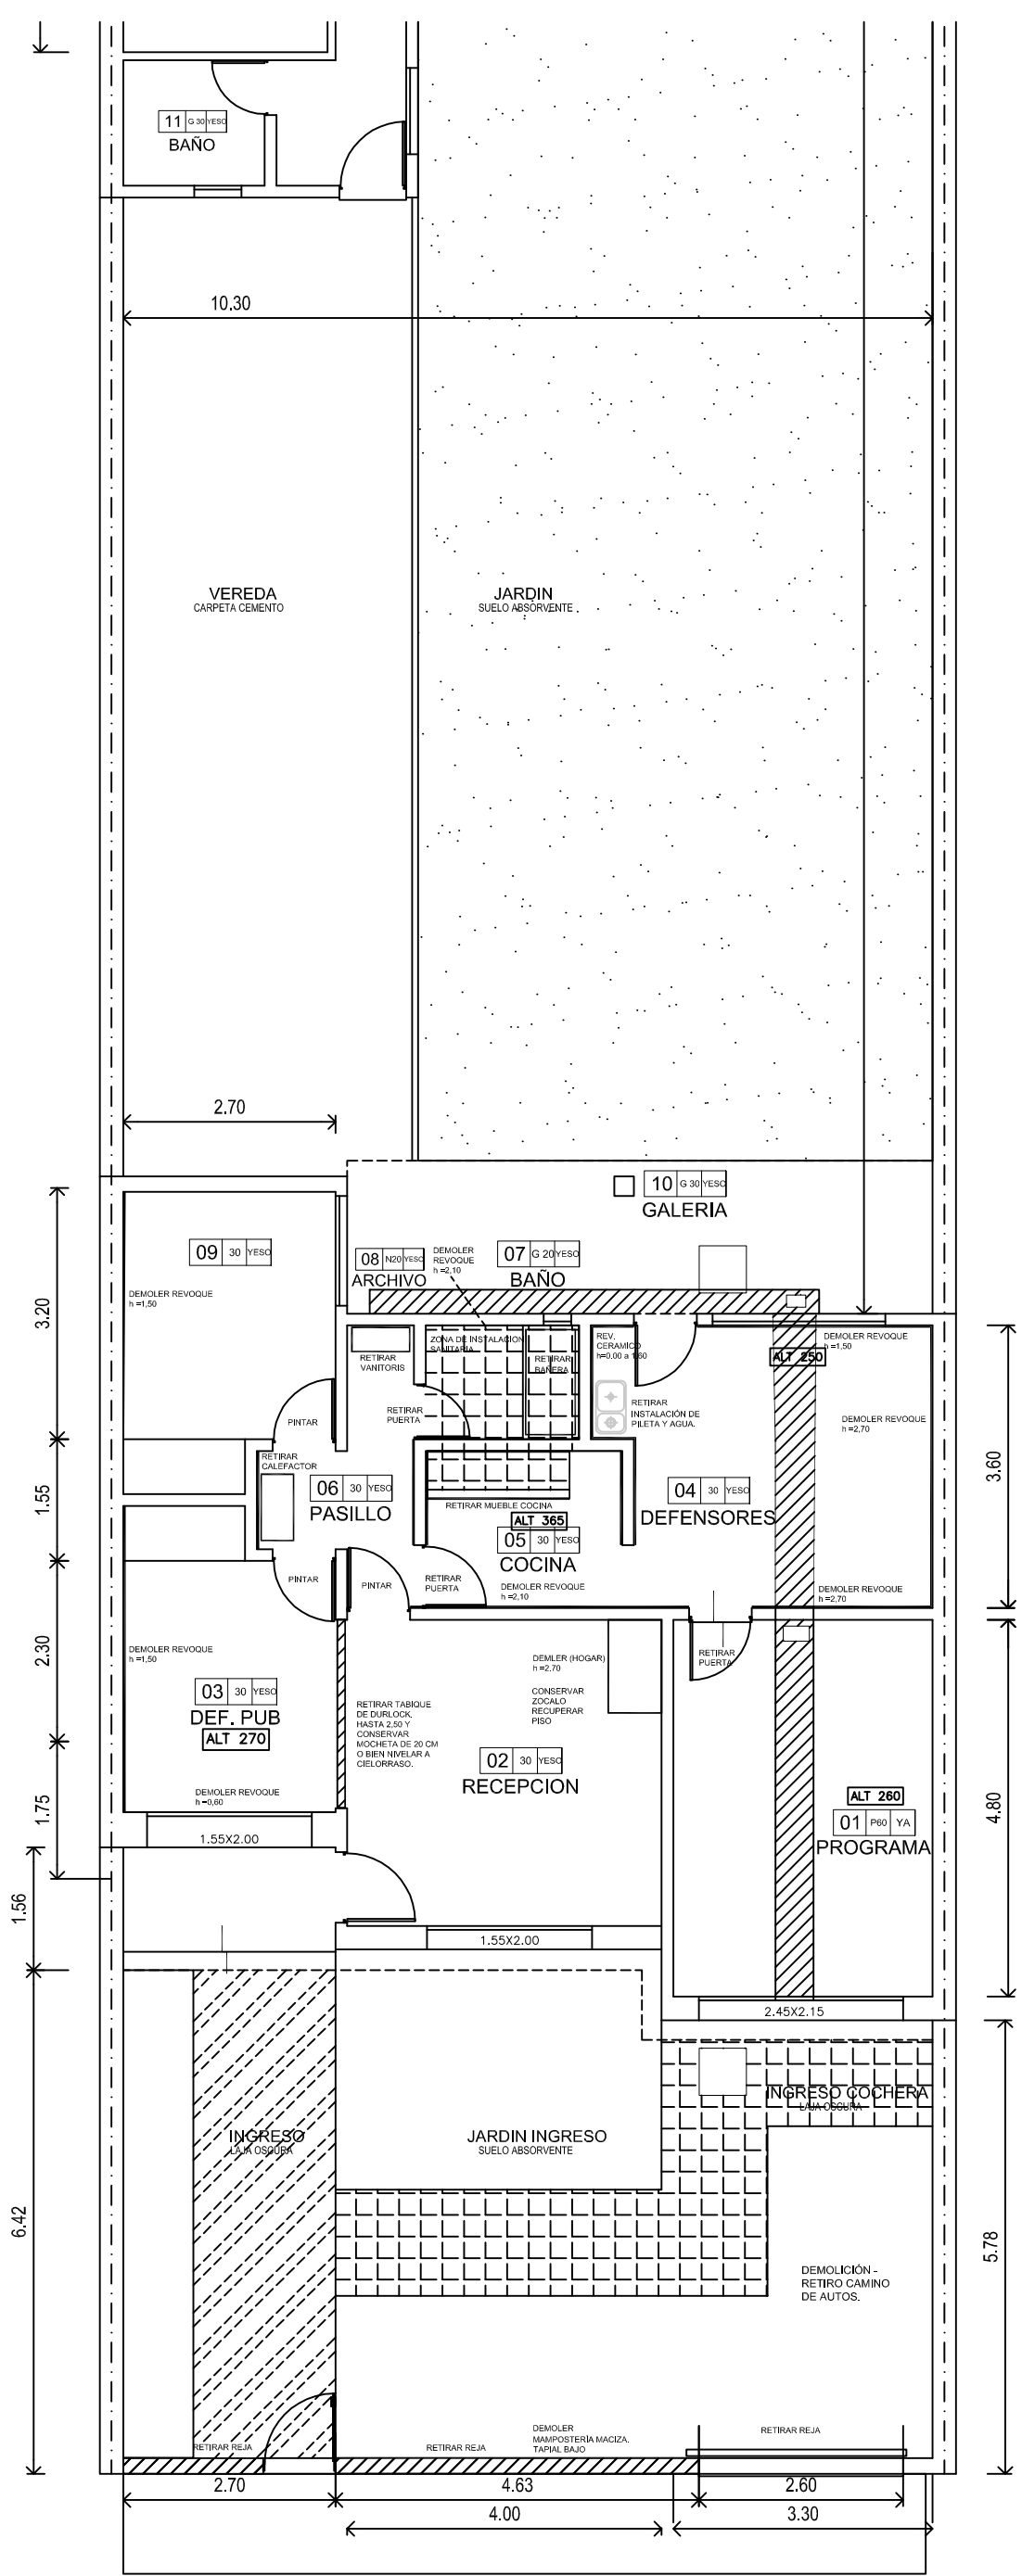 11 G 30 YESO
BAÑO
10.30
VEREDA
CARPETA CEMENTO
JARDIN
SUELO ABSORVENTE
2.70
10 G 30 YESO
GALERIA
09 30 YESO
08 N20 YESO
ARCHIVO
DEMOLER
REVOQUE
h =2,10
07 G 20 YESO
BAÑO
DEMOLER REVOQUE
h =1,50
3.20
RETIRAR
VANITORIS
ZONA DE INSTALACION
SANITARIA
RETIRAR
BAÑERA
REV.
CERAMICO
h=0.00 a 1.60
DEMOLER REVOQUE
h =1,50
ALT 250
RETIRAR
INSTALACIÓN DE
PILETA Y AGUA.
RETIRAR
PUERTA
PINTAR
DEMOLER REVOQUE
h =2,70
3.60
RETIRAR
CALEFACTOR
06 30 YESO
PASILLO
1.55
RETIRAR MUEBLE COCINA
ALT 365
05 30 YESO
COCINA
04 30 YESO
DEFENSORES
PINTAR
PINTAR
RETIRAR
PUERTA
DEMOLER REVOQUE
h =2,10
DEMOLER REVOQUE
h =2,70
2.30
DEMOLER REVOQUE
h =1,50
03 30 YESO
DEF. PUB
ALT 270
DEMLER (HOGAR)
h =2,70
CONSERVAR
ZOCALO
RECUPERAR
PISO
RETIRAR
PUERTA
RETIRAR TABIQUE
DE DURLOCK,
HASTA 2,50 Y
CONSERVAR
MOCHETA DE 20 CM
O BIEN NIVELAR A
CIELORRASO.
02 30 YESO
RECEPCION
1.75
DEMOLER REVOQUE
h =0,60
ALT 260
01 P60 YA
PROGRAMA
4.80
1.55X2.00
1.56
1.55X2.00
2.45X2.15
INGRESO COCHERA
LAJA OSCURA
INGRESO
LAJA OSCURA
JARDIN INGRESO
SUELO ABSORVENTE
6.42
5.78
DEMOLICIÓN -
RETIRO CAMINO
DE AUTOS.
RETIRAR REJA
RETIRAR REJA
DEMOLER
MAMPOSTERÍA MACIZA.
TAPIAL BAJO
RETIRAR REJA
2.70
4.63
2.60
4.00
3.30